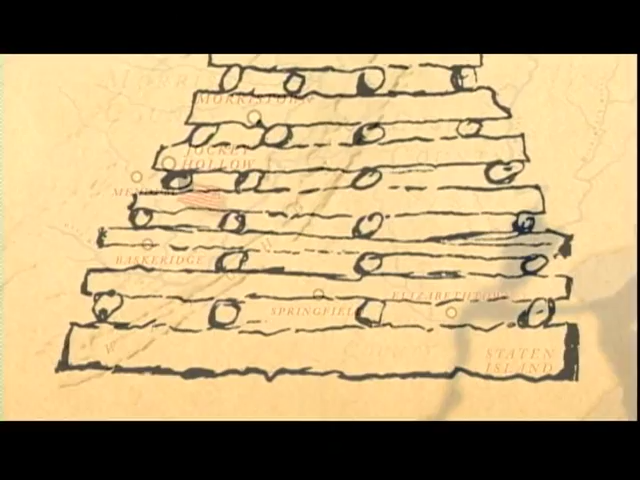 MORRISTOWN
JOCKEY
HOLLOW
BASKERIDGE
SPRINGFIELD
ELIZABETHTOWN
STATEN
ISLAND